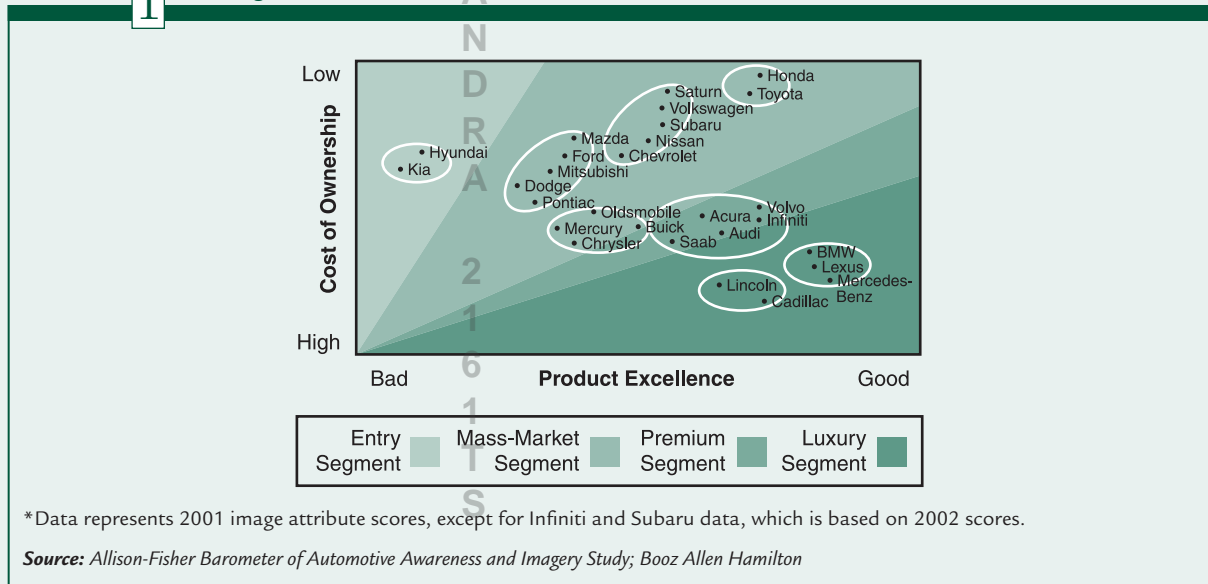 1
Low
High
Cost of Ownership
Honda
Toyota
Saturn
Volkswagen
Subaru
Nissan
Chevrolet
Mazda
Ford
Mitsubishi
Dodge
Pontiac
Hyundai
Kia
Oldsmobile
Mercury
Buick
Chrysler
Acura
Volvo
Infiniti
Audi
Saab
BMW
Lexus
Mercedes-
Benz
Lincoln
Cadillac
Bad
Product Excellence
Good
Entry
Segment
Mass-Market
Segment
Premium
Segment
Luxury
Segment
*Data represents 2001 image attribute scores, except for Infiniti and Subaru data, which is based on 2002 scores.
Source: Allison-Fisher Barometer of Automotive Awareness and Imagery Study; Booz Allen Hamilton
A
N
D
R
A
2
1
6
1
T
S